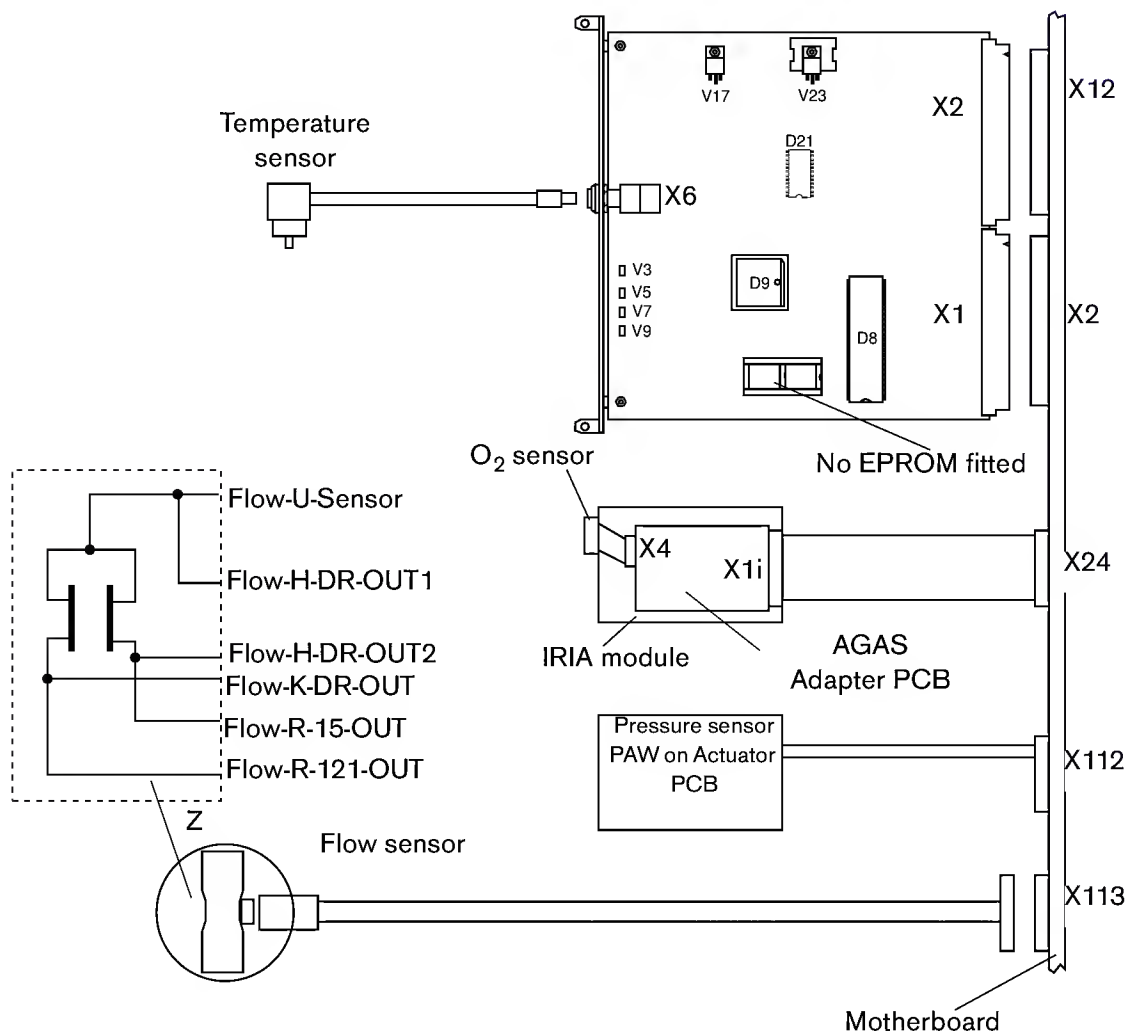 V17
V23
X2
X12
Temperature
sensor
D21
X6
V3
V5
V7
V9
D9
X1
X2
D8
No EPROM fitted
O2 sensor
Flow-U-Sensor
X4
X1i
X24
Flow-H-DR-OUT1
Flow-H-DR-OUT2
Flow-K-DR-OUT
Flow-R-15-OUT
Flow-R-121-OUT
IRIA module
AGAS
Adapter PCB
Pressure sensor
PAW on Actuator
PCB
X112
Z
Flow sensor
X113
Motherboard